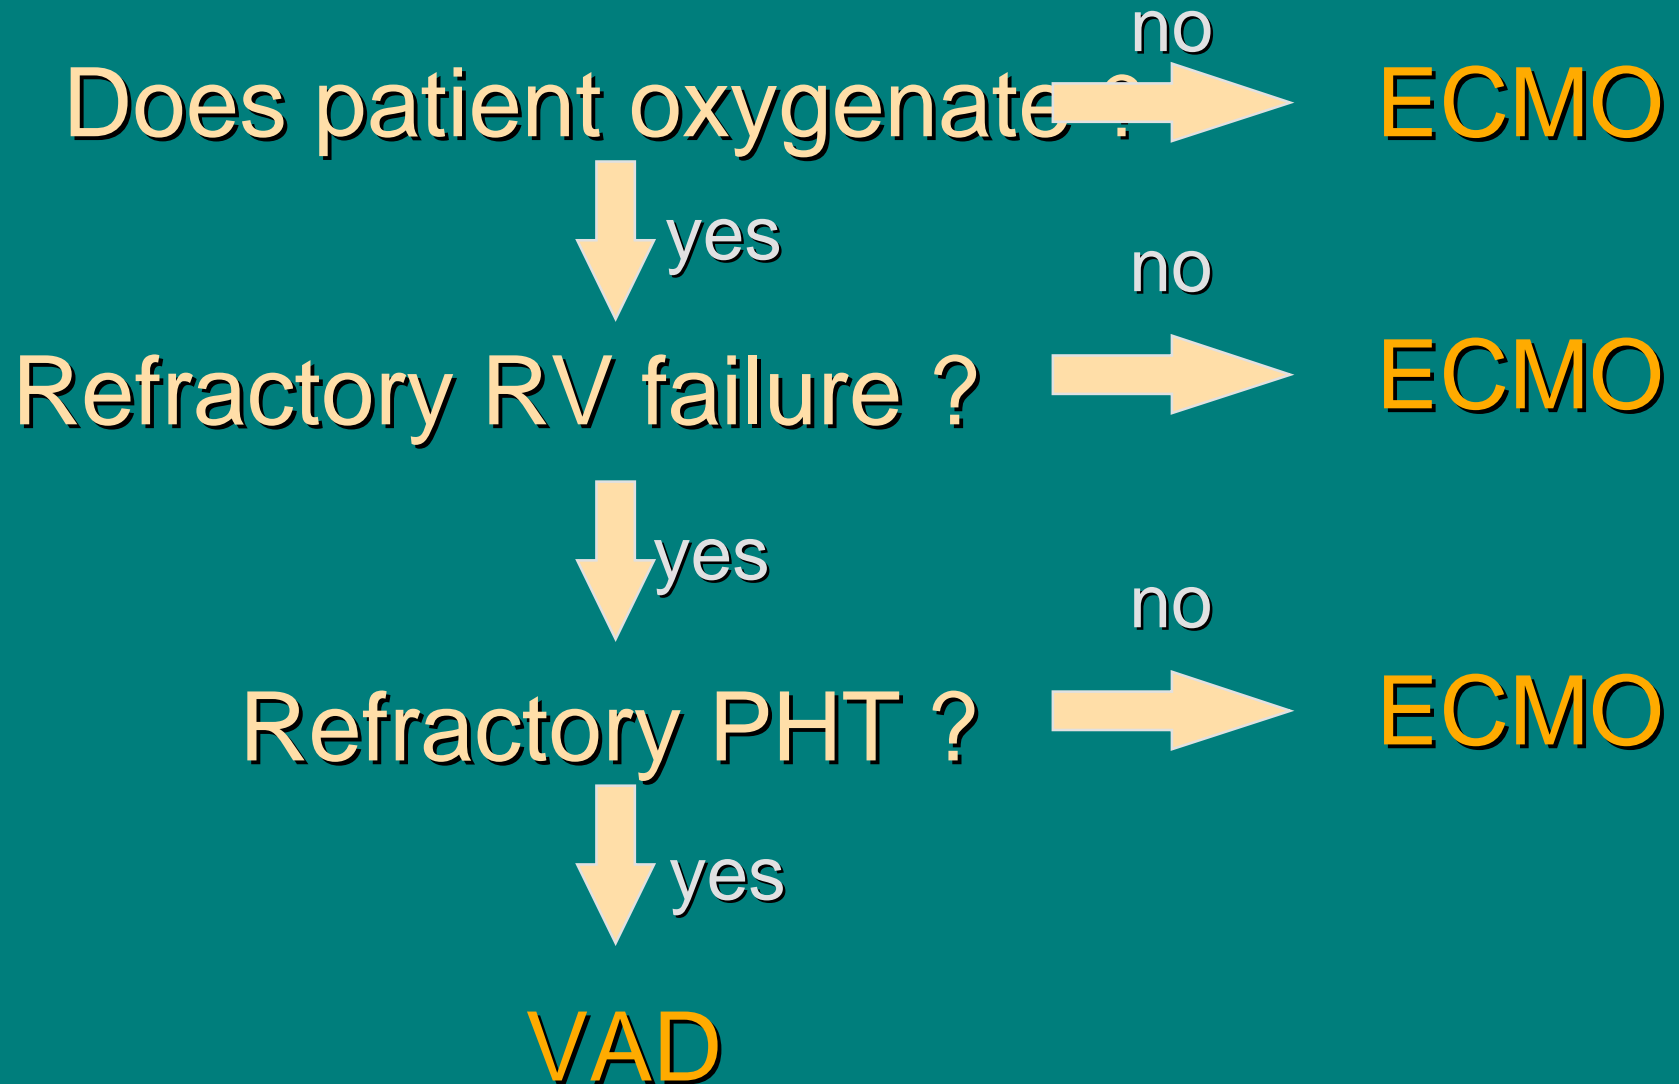 no
Does patient oxygenate ? ECMO
yes
no
Refractory RV failure ? ECMO
yes
no
Refractory PHT ? ECMO
yes
VAD